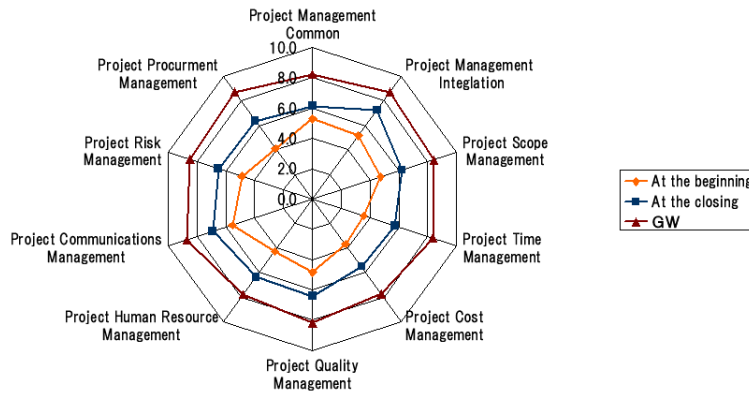 Project Management
Common
10.0
8.0
6.0
4.0
2.0
0.0
Project Management
Integlation
Project Scope
Management
Project Time
Management
Project Cost
Management
Project Quality
Management
Project Human Resource
Management
Project Communications
Management
Project Risk
Management
Project Procurment
Management
At the beginning
At the closing
GW